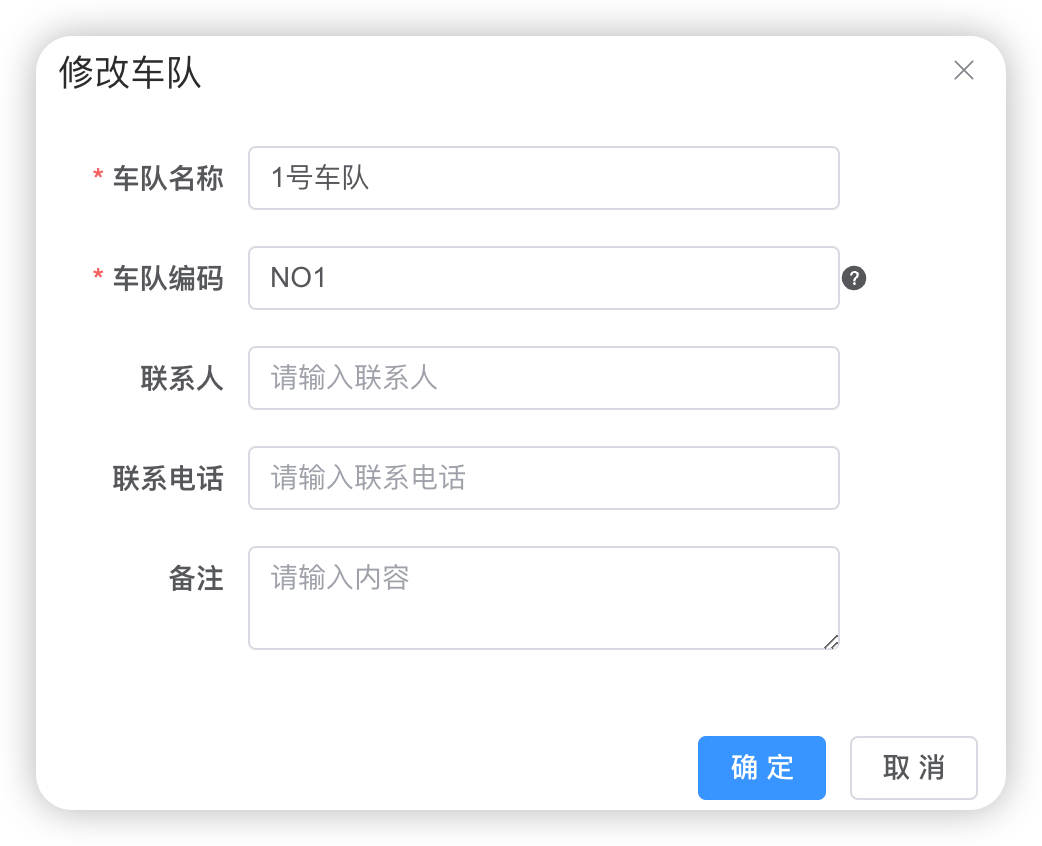 修改车队
* 车队名称 1号车队
* 车队编码 NO1 ?
联系人 请输入联系人
联系电话 请输入联系电话
备注 请输入内容
确 定 取 消